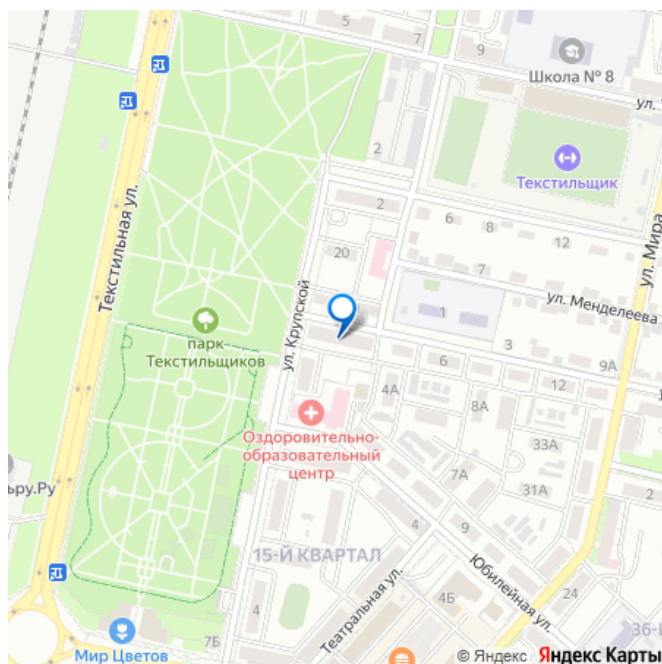 5
7
9
Школа № 8
ул.
2
Текстильщик
Текстильная ул.
2
6
8
12
ул. Мира
20
7
ул. Менделеева
ул. Крупской
1
парк
Текстильщиков
3
6
9А
4А
12
8А
Оздоровительно-
образовательный
центр
33А
7А
31А
ьру.Ру
2
4
9
15-Й КВАРТАЛ
Юбилейная ул.
Театральная ул.
24
4
4Б
7Б
36-
Мир Цветов
© Яндекс Яндекс Карты